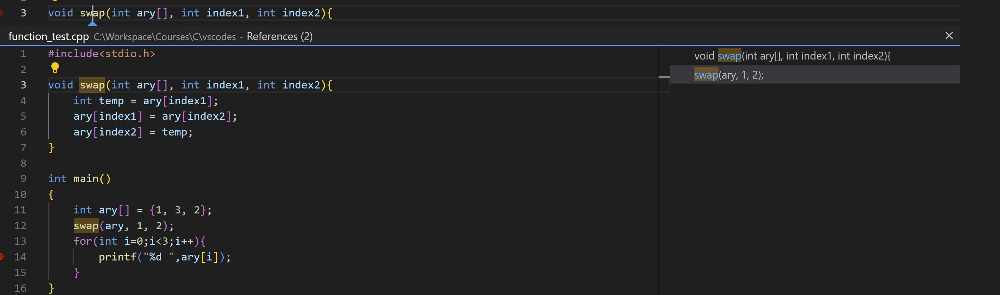 3 void swap(int ary[], int index1, int index2){
function_test.cpp C:\Workspace\Courses\C\vscodes - References (2)
1 #include<stdio.h>
2
3 void swap(int ary[], int index1, int index2){
4 int temp = ary[index1];
5 ary[index1] = ary[index2];
6 ary[index2] = temp;
7 }
8
9 int main()
10 {
11 int ary[] = {1, 3, 2};
12 swap(ary, 1, 2);
13 for(int i=0;i<3;i++){
14 printf("%d ",ary[i]);
15 }
16 }
void swap(int ary[], int index1, int index2){
swap(ary, 1, 2);